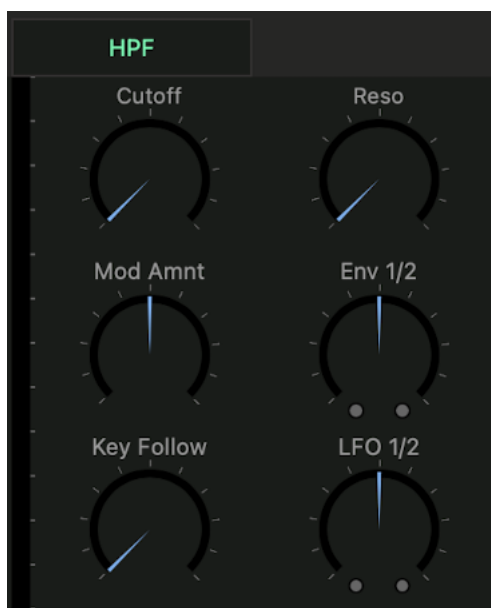 HPF
Cutoff
Reso
Mod Amnt
Env 1/2
Key Follow
LFO 1/2